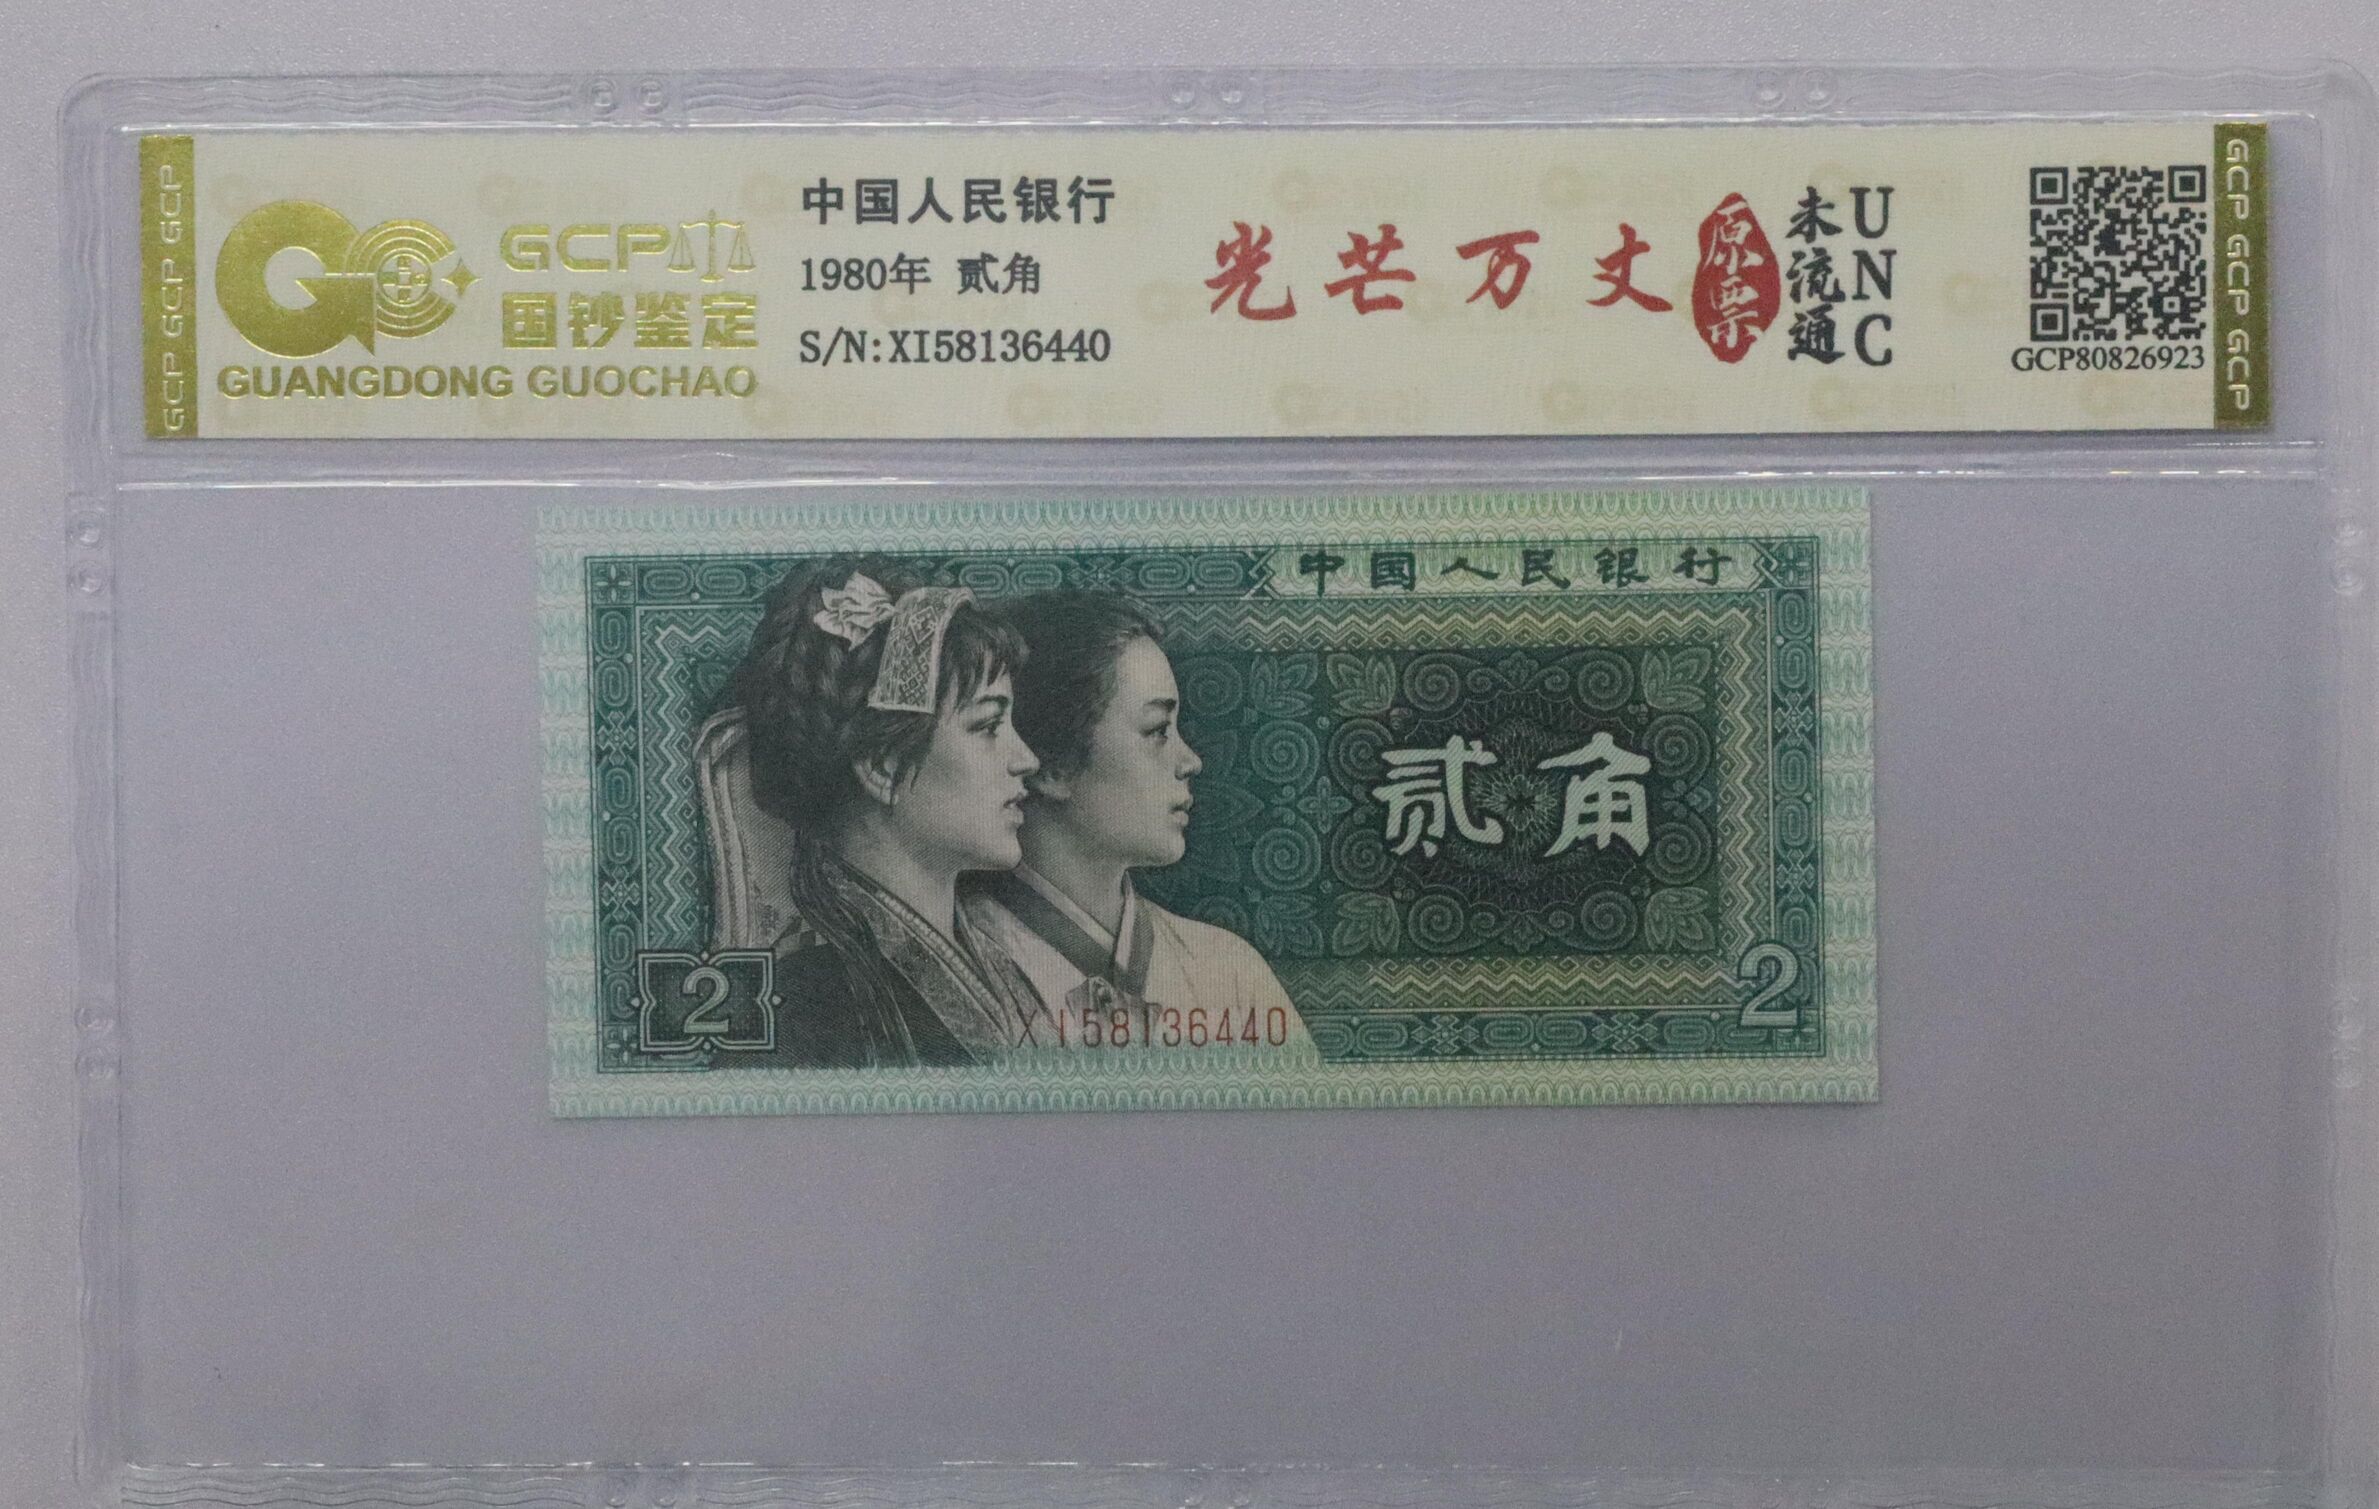 GCP GCP GCP
GCP
国钞鉴定
GUANGDONG GUOCHAO
中国人民银行
1980年 贰角
S/N:XI58136440
光芒万丈
原票
未流通
UNC
GCP80826923
GCP GCP GCP
中国人民银行
贰角
2
2
XI58136440